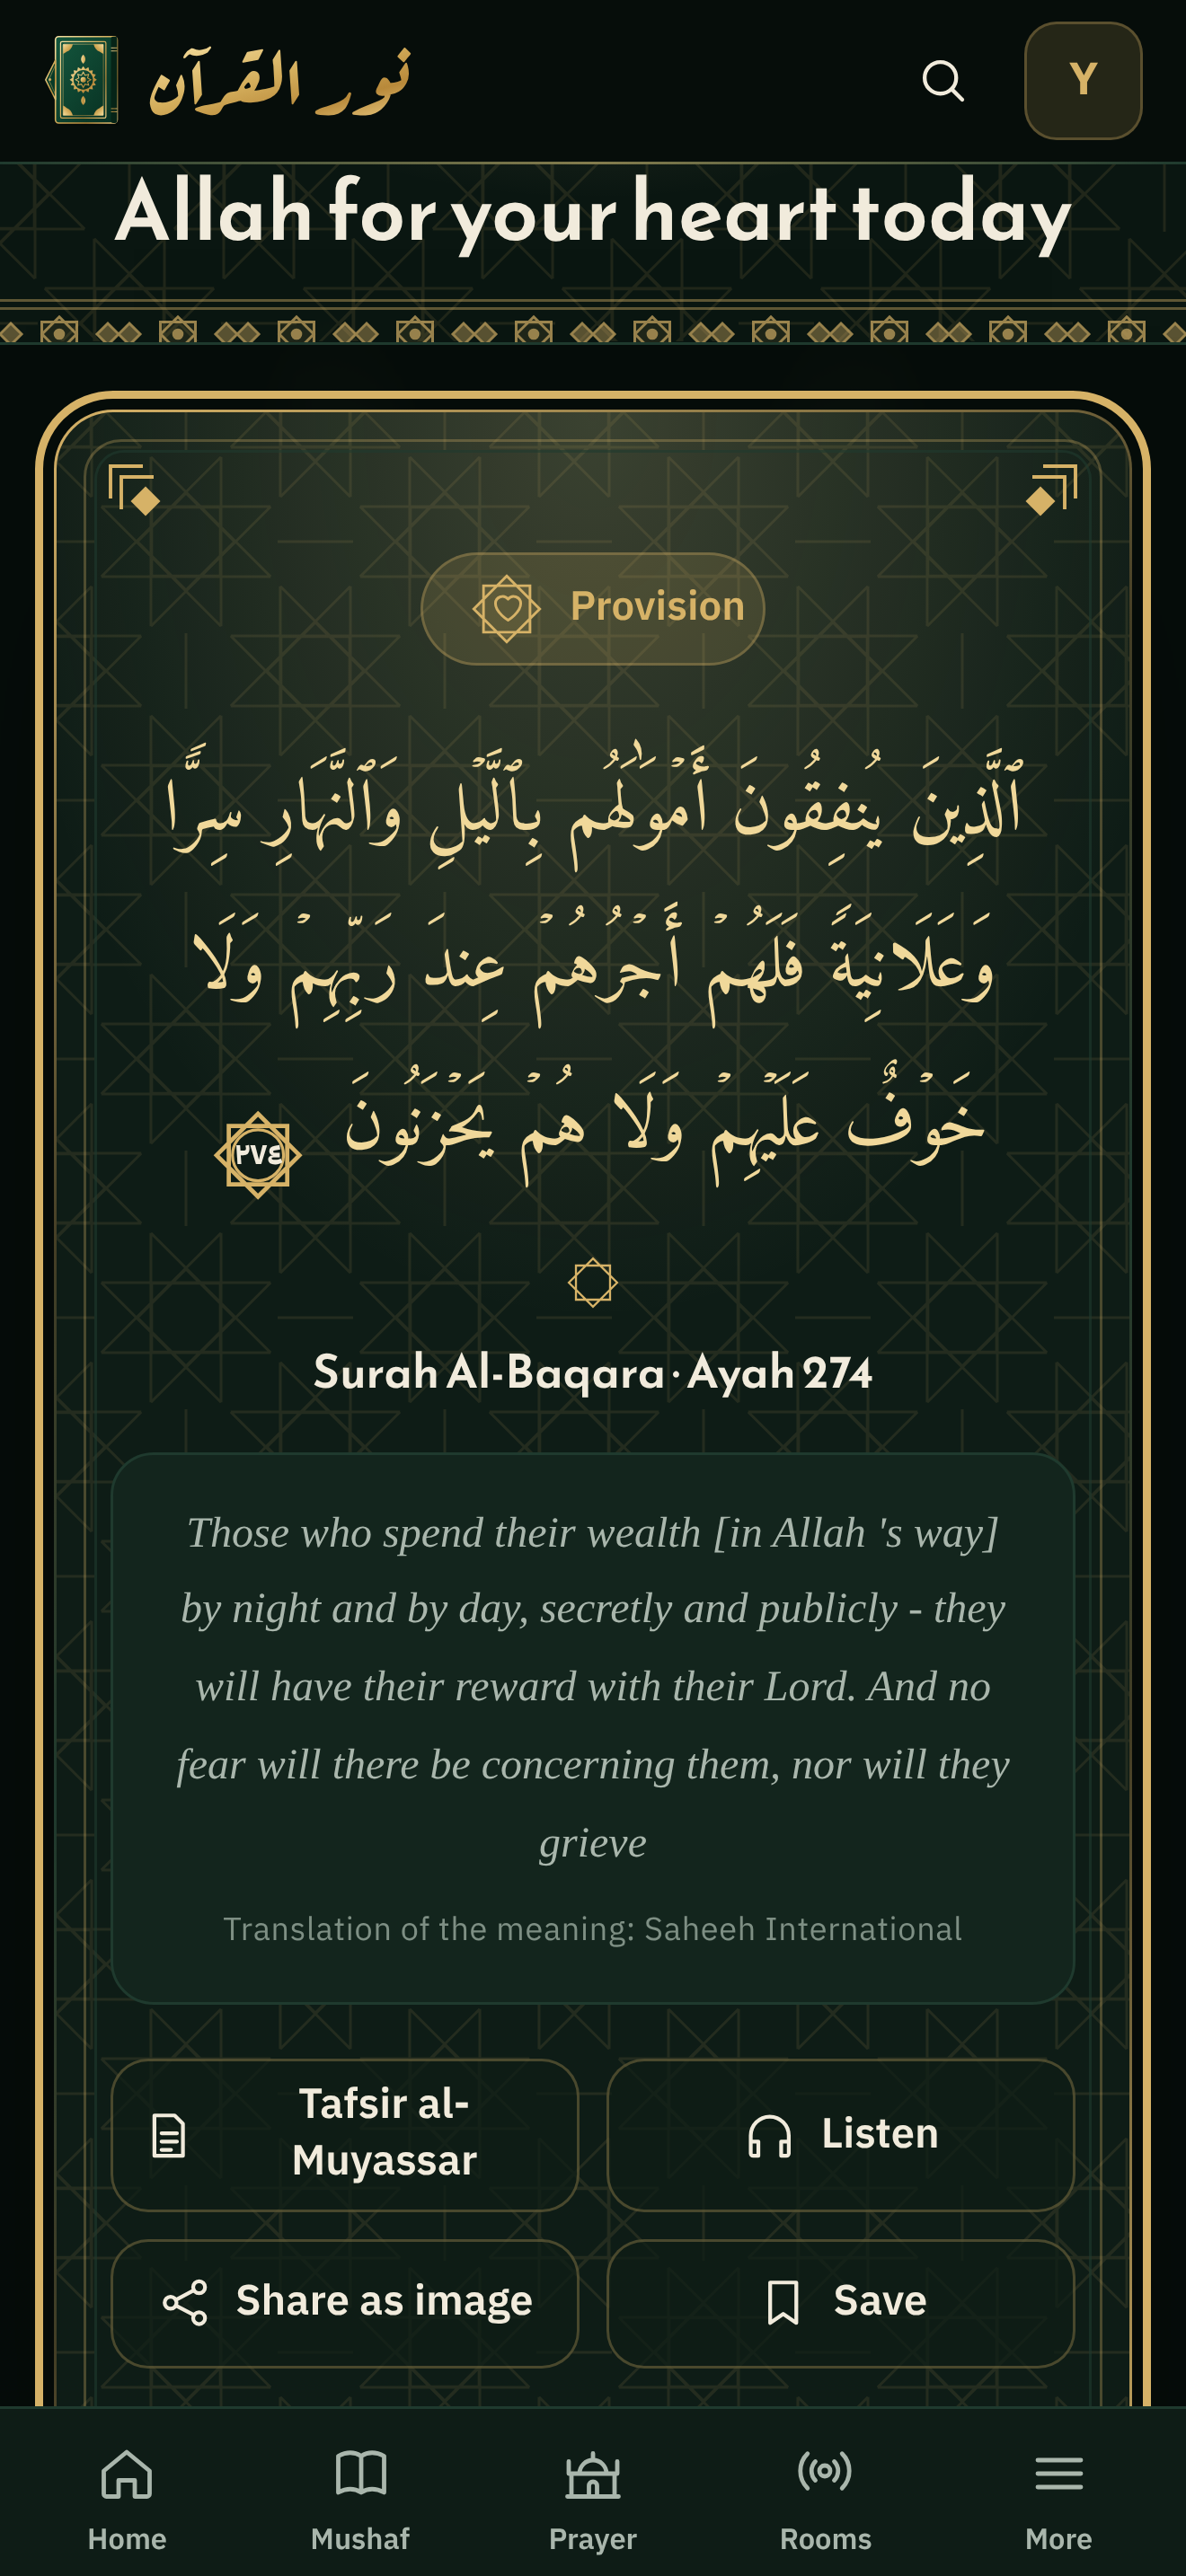 نور القرآن
Y
Allah for your heart today
Provision
ٱلَّذِينَ يُنفِقُونَ أَمۡوَٰلَهُم بِٱلَّيۡلِ وَٱلنَّهَارِ سِرّٗا
وَعَلَانِيَةٗ فَلَهُمۡ أَجۡرُهُمۡ عِندَ رَبِّهِمۡ وَلَا
خَوۡفٌ عَلَيۡهِمۡ وَلَا هُمۡ يَحۡزَنُونَ ٢٧٤
Surah Al-Baqara · Ayah 274
Those who spend their wealth [in Allah 's way]
by night and by day, secretly and publicly - they
will have their reward with their Lord. And no
fear will there be concerning them, nor will they
grieve
Translation of the meaning: Saheeh International
Tafsir al-
Muyassar
Listen
Share as image
Save
Home
Mushaf
Prayer
Rooms
More